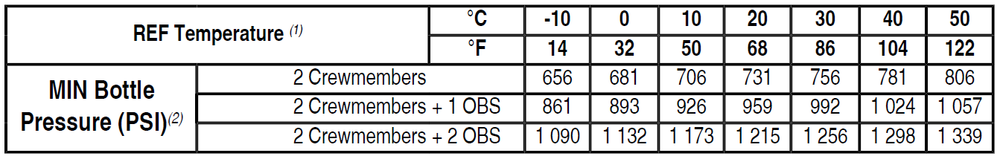 REF Temperature (1) °C -10 0 10 20 30 40 50
°F 14 32 50 68 86 104 122
MIN Bottle Pressure (PSI)(2) 2 Crewmembers 656 681 706 731 756 781 806
2 Crewmembers + 1 OBS 861 893 926 959 992 1 024 1 057
2 Crewmembers + 2 OBS 1 090 1 132 1 173 1 215 1 256 1 298 1 339